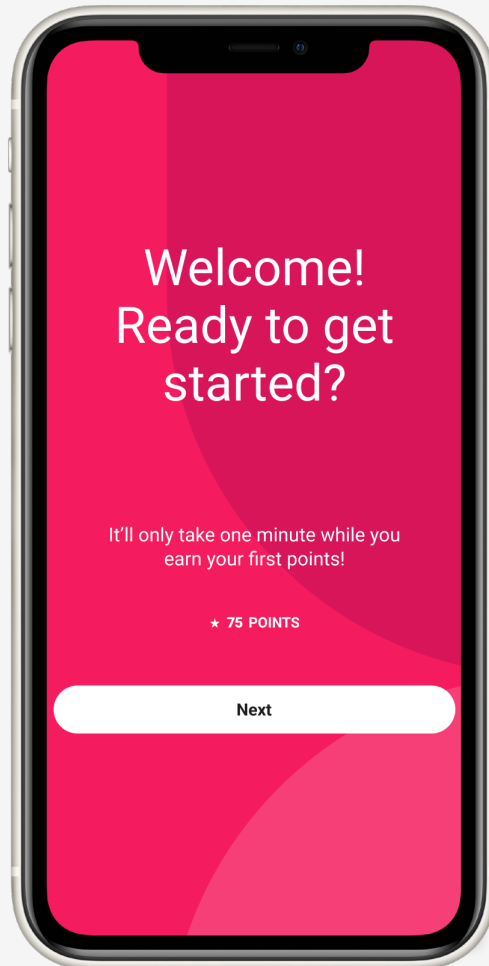 Welcome!
Ready to get
started?
It'll only take one minute while you
earn your first points!
★ 75 POINTS
Next